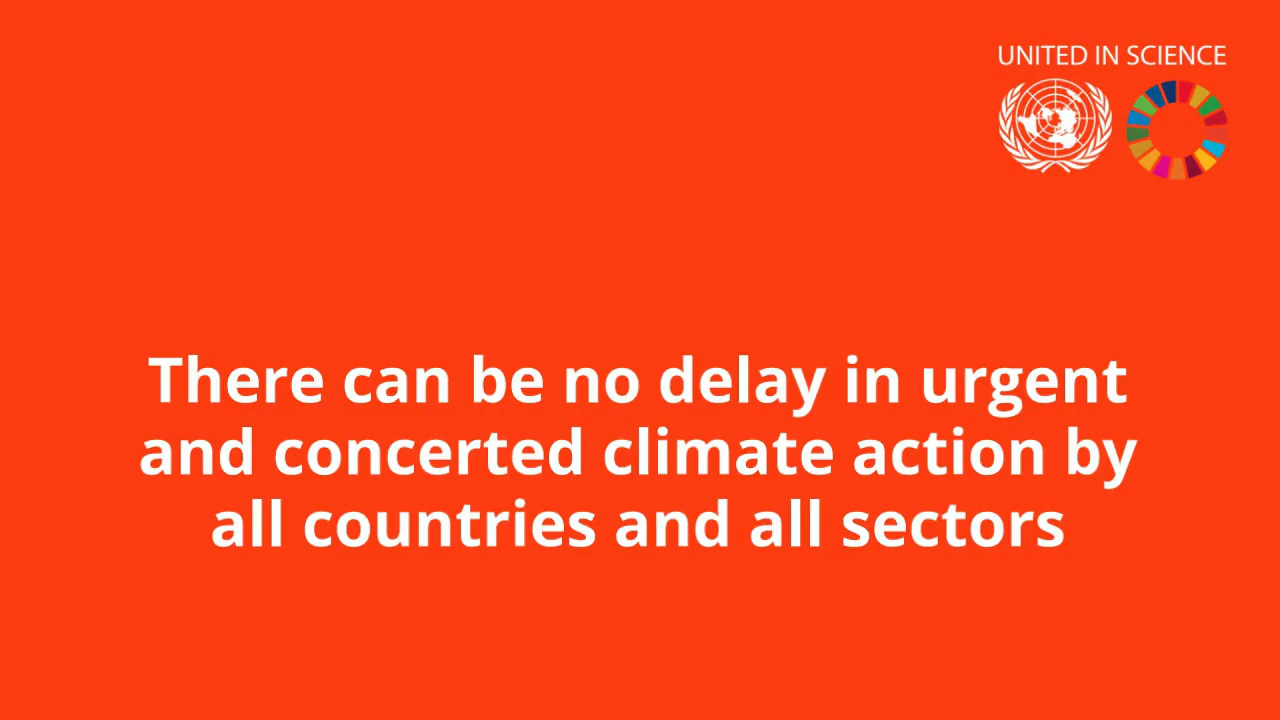 UNITED IN SCIENCE
There can be no delay in urgent
and concerted climate action by
all countries and all sectors